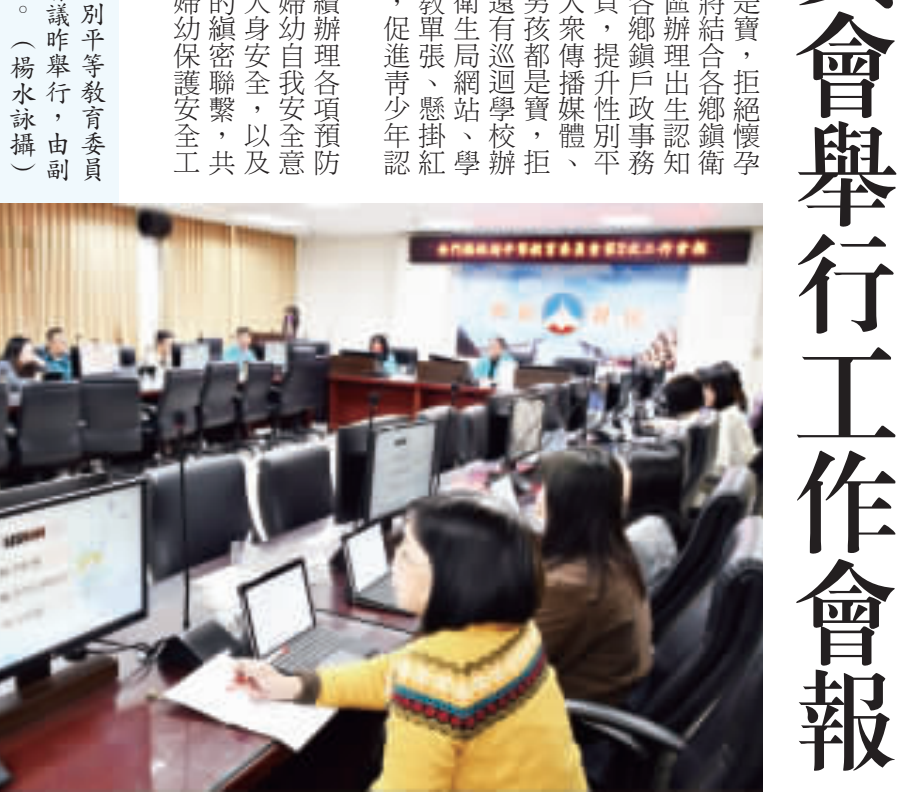 員會舉行工作會報
是寶，拒絕懷孕
將結合各鄉鎮衛
區辦理出生認知
各鄉鎮戶政事務
員，提升性別平
大眾傳播媒體、
男孩都是寶，拒
還有巡迴學校辦
衛生局網站、學
教單張、懸掛紅
，促進青少年認
續辦理各項預防
婦幼自我安全意
人身安全，以及
的縝密聯繫，共
婦幼保護安全工
別平等教育委員
議昨舉行，由副
。（楊水詠攝）